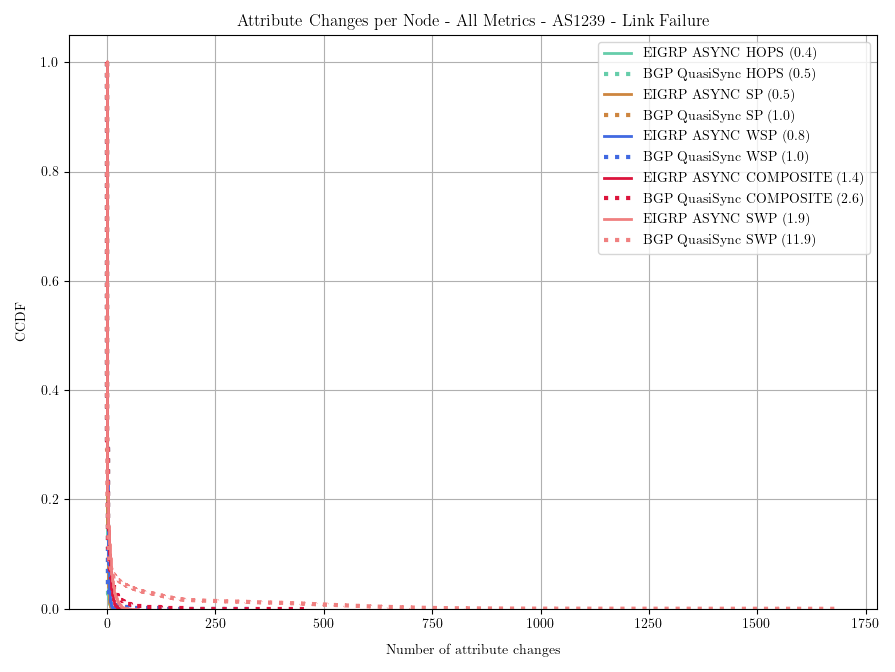 Attribute Changes per Node - All Metrics - AS1239 - Link Failure
EIGRP ASYNC HOPS (0.4)
BGP QuasiSync HOPS (0.5)
EIGRP ASYNC SP (0.5)
BGP QuasiSync SP (1.0)
EIGRP ASYNC WSP (0.8)
BGP QuasiSync WSP (1.0)
EIGRP ASYNC COMPOSITE (1.4)
BGP QuasiSync COMPOSITE (2.6)
EIGRP ASYNC SWP (1.9)
BGP QuasiSync SWP (11.9)
CCDF
1.0
0.8
0.6
0.4
0.2
0.0
0 250 500 750 1000 1250 1500 1750
Number of attribute changes